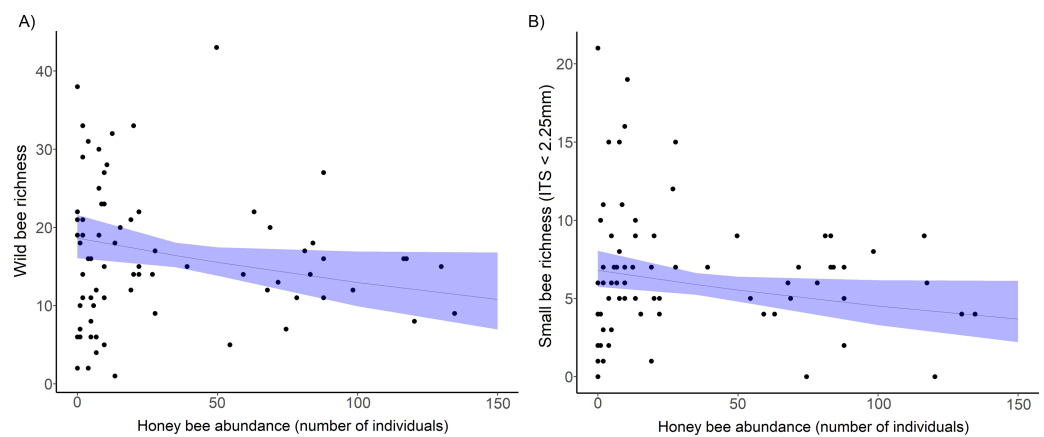 A)
Wild bee richness
40
30
20
10
0
0 50 100 150
Honey bee abundance (number of individuals)
B)
Small bee richness (ITS < 2.25mm)
20
15
10
5
0
0 50 100 150
Honey bee abundance (number of individuals)